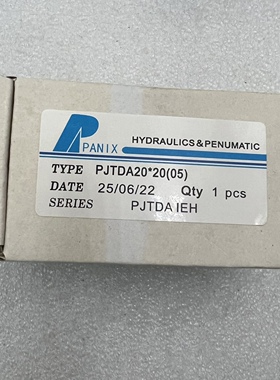 PANIX
HYDRAULICS&PENUMATIC
TYPE PJTDA20*20(05)
DATE 25/06/22 Qty 1 pcs
SERIES PJTDA IEH